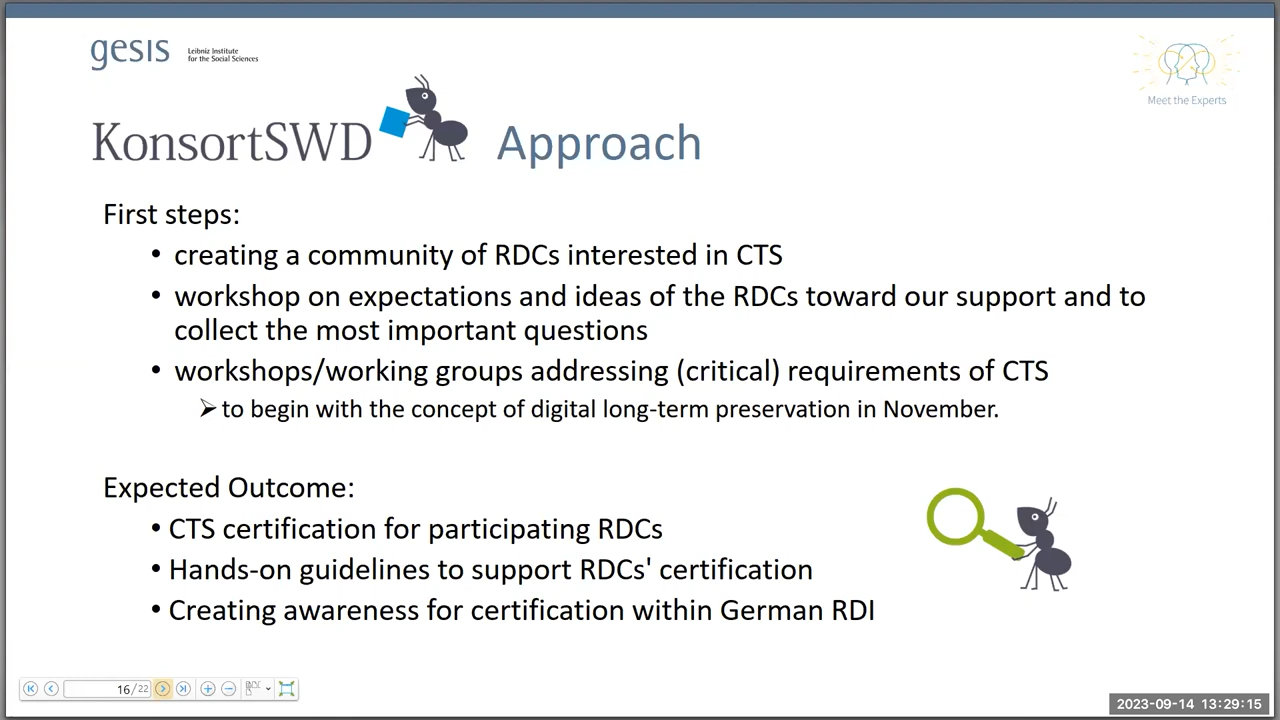 gesis
Leibniz Institute
for the Social Sciences
Meet the Experts
KonsortSWD Approach
First steps:
• creating a community of RDCs interested in CTS
• workshop on expectations and ideas of the RDCs toward our support and to
collect the most important questions
• workshops/working groups addressing (critical) requirements of CTS
➢ to begin with the concept of digital long-term preservation in November.
Expected Outcome:
• CTS certification for participating RDCs
• Hands-on guidelines to support RDCs' certification
• Creating awareness for certification within German RDI
16/22
2023-09-14 13:29:15